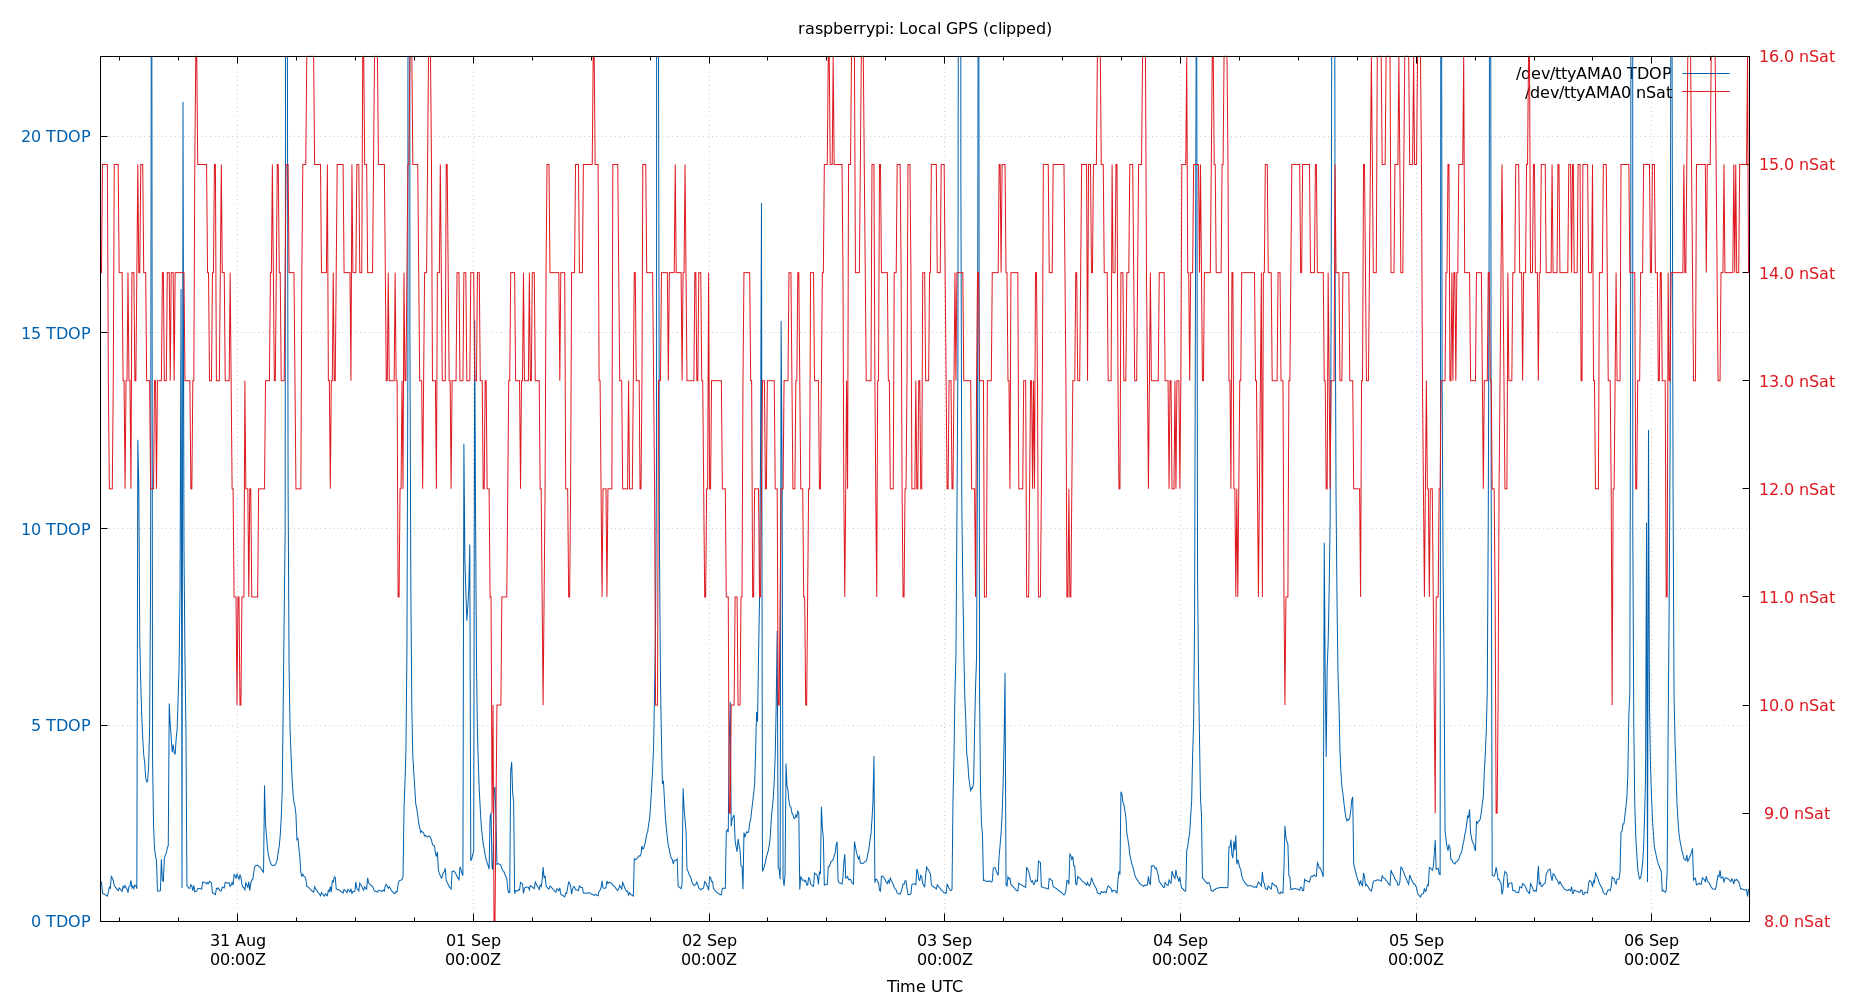 raspberrypi: Local GPS (clipped)
/dev/ttyAMA0 TDOP
/dev/ttyAMA0 nSat
20 TDOP
15 TDOP
10 TDOP
5 TDOP
0 TDOP
16.0 nSat
15.0 nSat
14.0 nSat
13.0 nSat
12.0 nSat
11.0 nSat
10.0 nSat
9.0 nSat
8.0 nSat
31 Aug
00:00Z
01 Sep
00:00Z
02 Sep
00:00Z
03 Sep
00:00Z
04 Sep
00:00Z
05 Sep
00:00Z
06 Sep
00:00Z
Time UTC